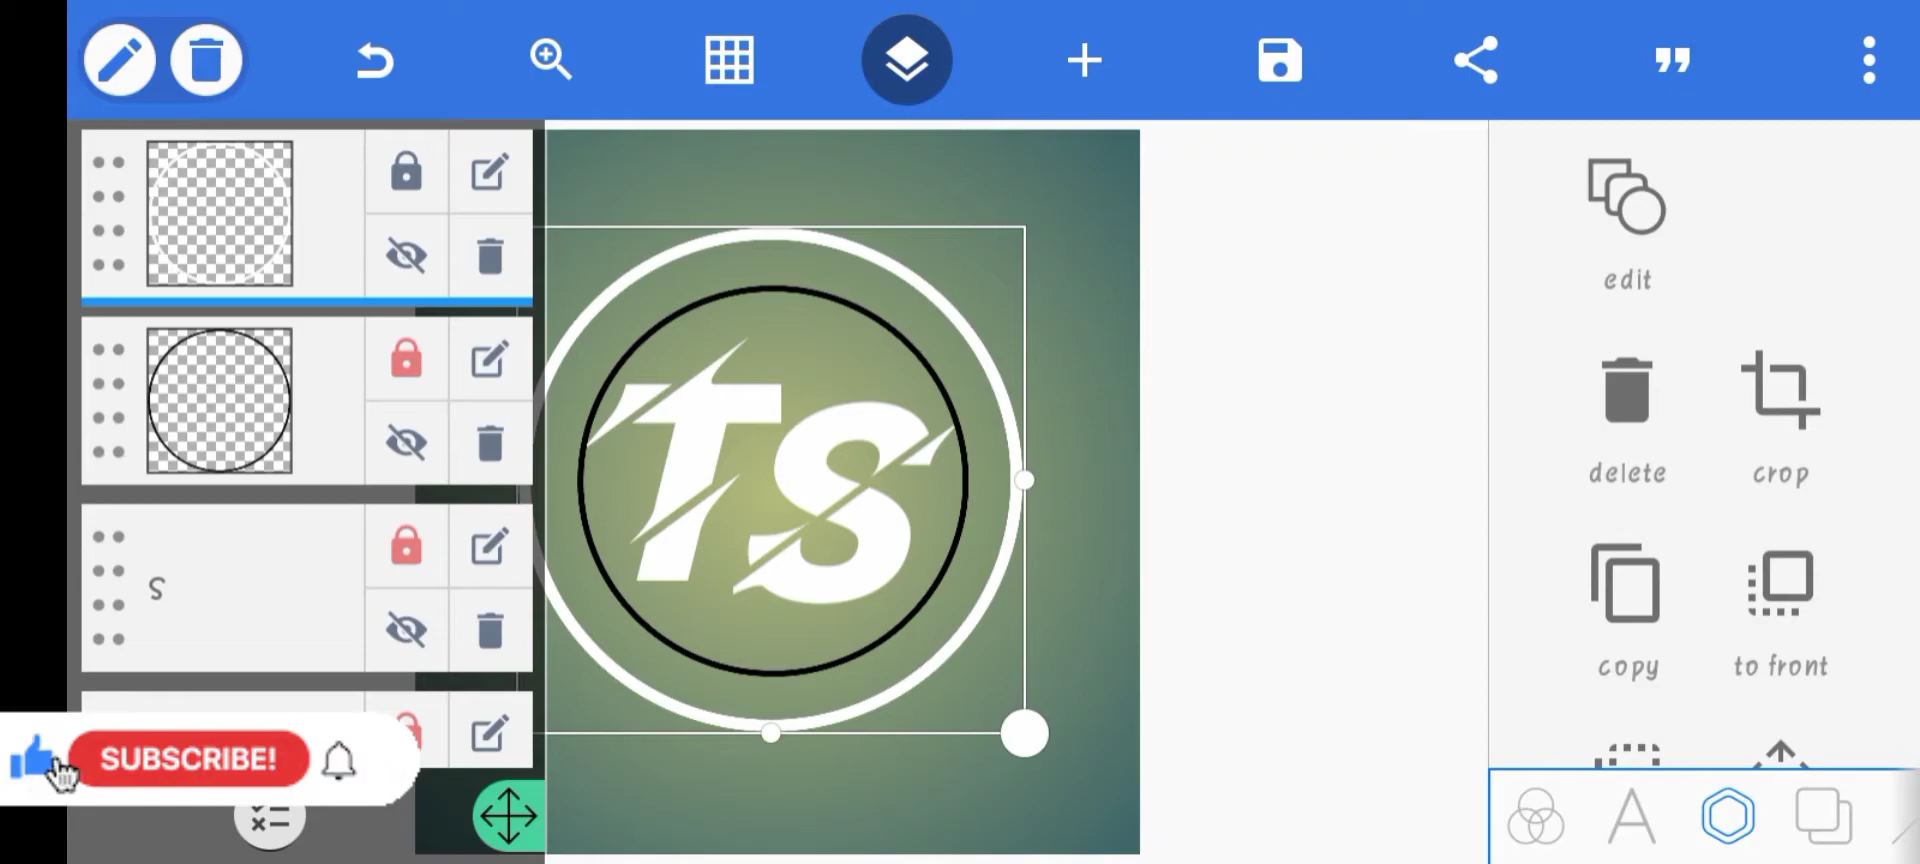 edit
TS
delete
crop
S
copy
to front
SUBSCRIBE!
A